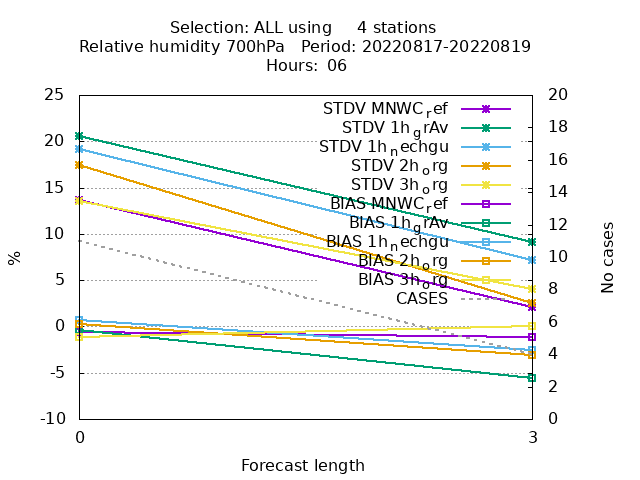 Selection: ALL using     4 stations
Relative humidity 700hPa   Period: 20220817-20220819
Hours: 06
25
20
15
10
5
0
-5
-10
%
20
18
16
14
12
10
8
6
4
2
0
No cases
STDV MNWC_ref
STDV 1h_grAv
STDV 1h_nechgu
STDV 2h_org
STDV 3h_org
BIAS MNWC_ref
BIAS 1h_grAv
BIAS 1h_nechgu
BIAS 2h_org
BIAS 3h_org
CASES
0
3
Forecast length